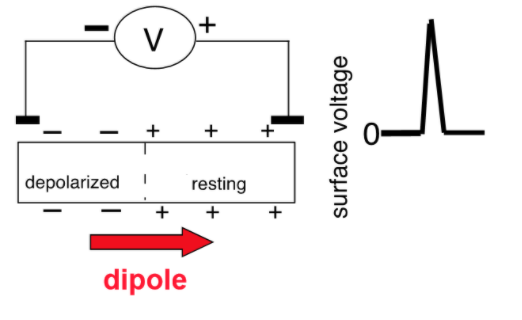 − V +
− − + + +
depolarized resting
− − + + +
dipole
surface voltage
0